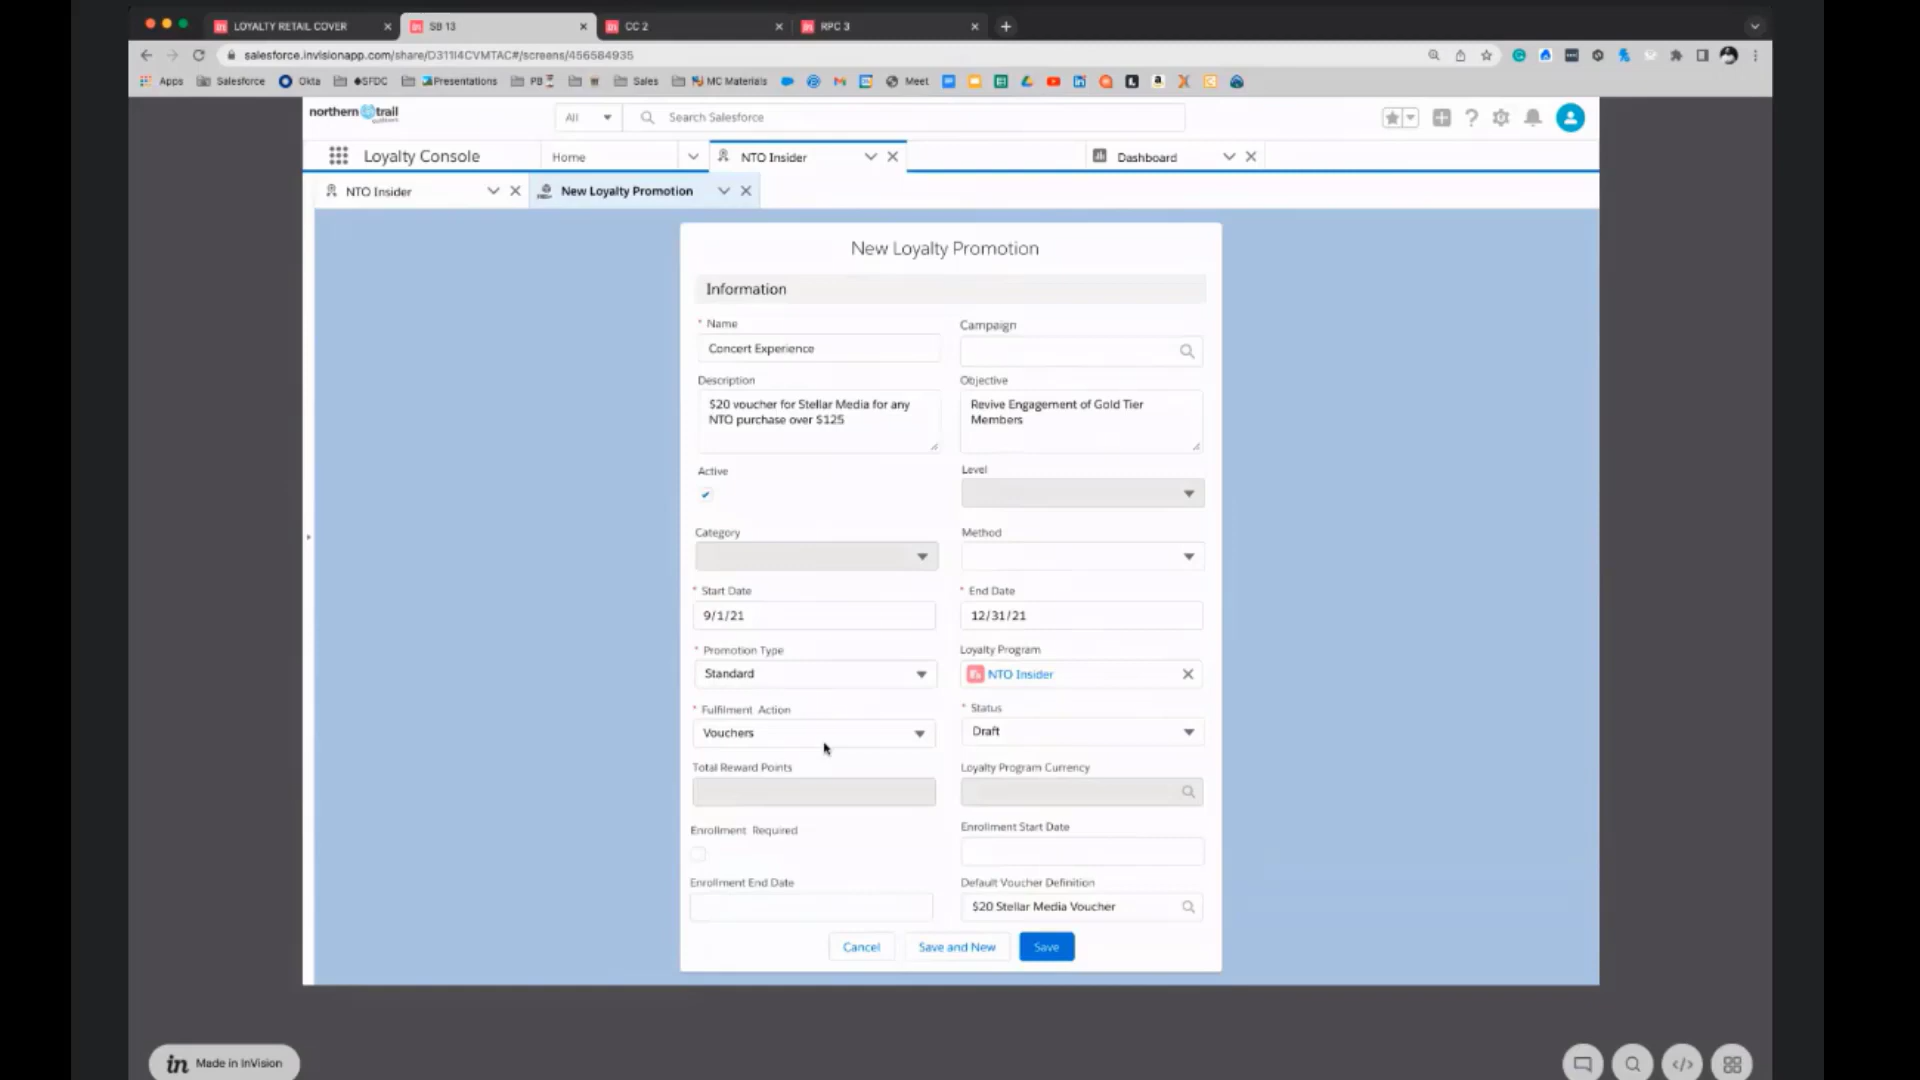 LOYALTY RETAIL COVER
SB 13
CC 2
RPC 3
salesforce.invisionapp.com/share/D311I4CVMTAC#/screens/456584935
Apps
Salesforce
Okta
◆SFDC
Presentations
PB
Sales
MC Materials
Meet
northern trail
All
Search Salesforce
Loyalty Console
Home
NTO Insider
Dashboard
NTO Insider
New Loyalty Promotion
New Loyalty Promotion
Information
* Name
Campaign
Concert Experience
Description
Objective
$20 voucher for Stellar Media for any
NTO purchase over $125
Revive Engagement of Gold Tier
Members
Active
Level
Category
Method
* Start Date
* End Date
9/1/21
12/31/21
* Promotion Type
Loyalty Program
Standard
NTO Insider
* Fulfilment Action
* Status
Vouchers
Draft
Total Reward Points
Loyalty Program Currency
Enrollment Required
Enrollment Start Date
Enrollment End Date
Default Voucher Definition
$20 Stellar Media Voucher
Cancel
Save and New
Save
in Made in InVision